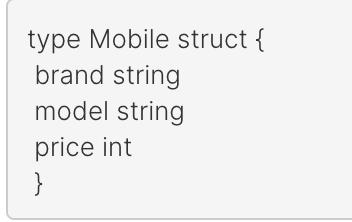 type Mobile struct {
brand string
model string
price int
}